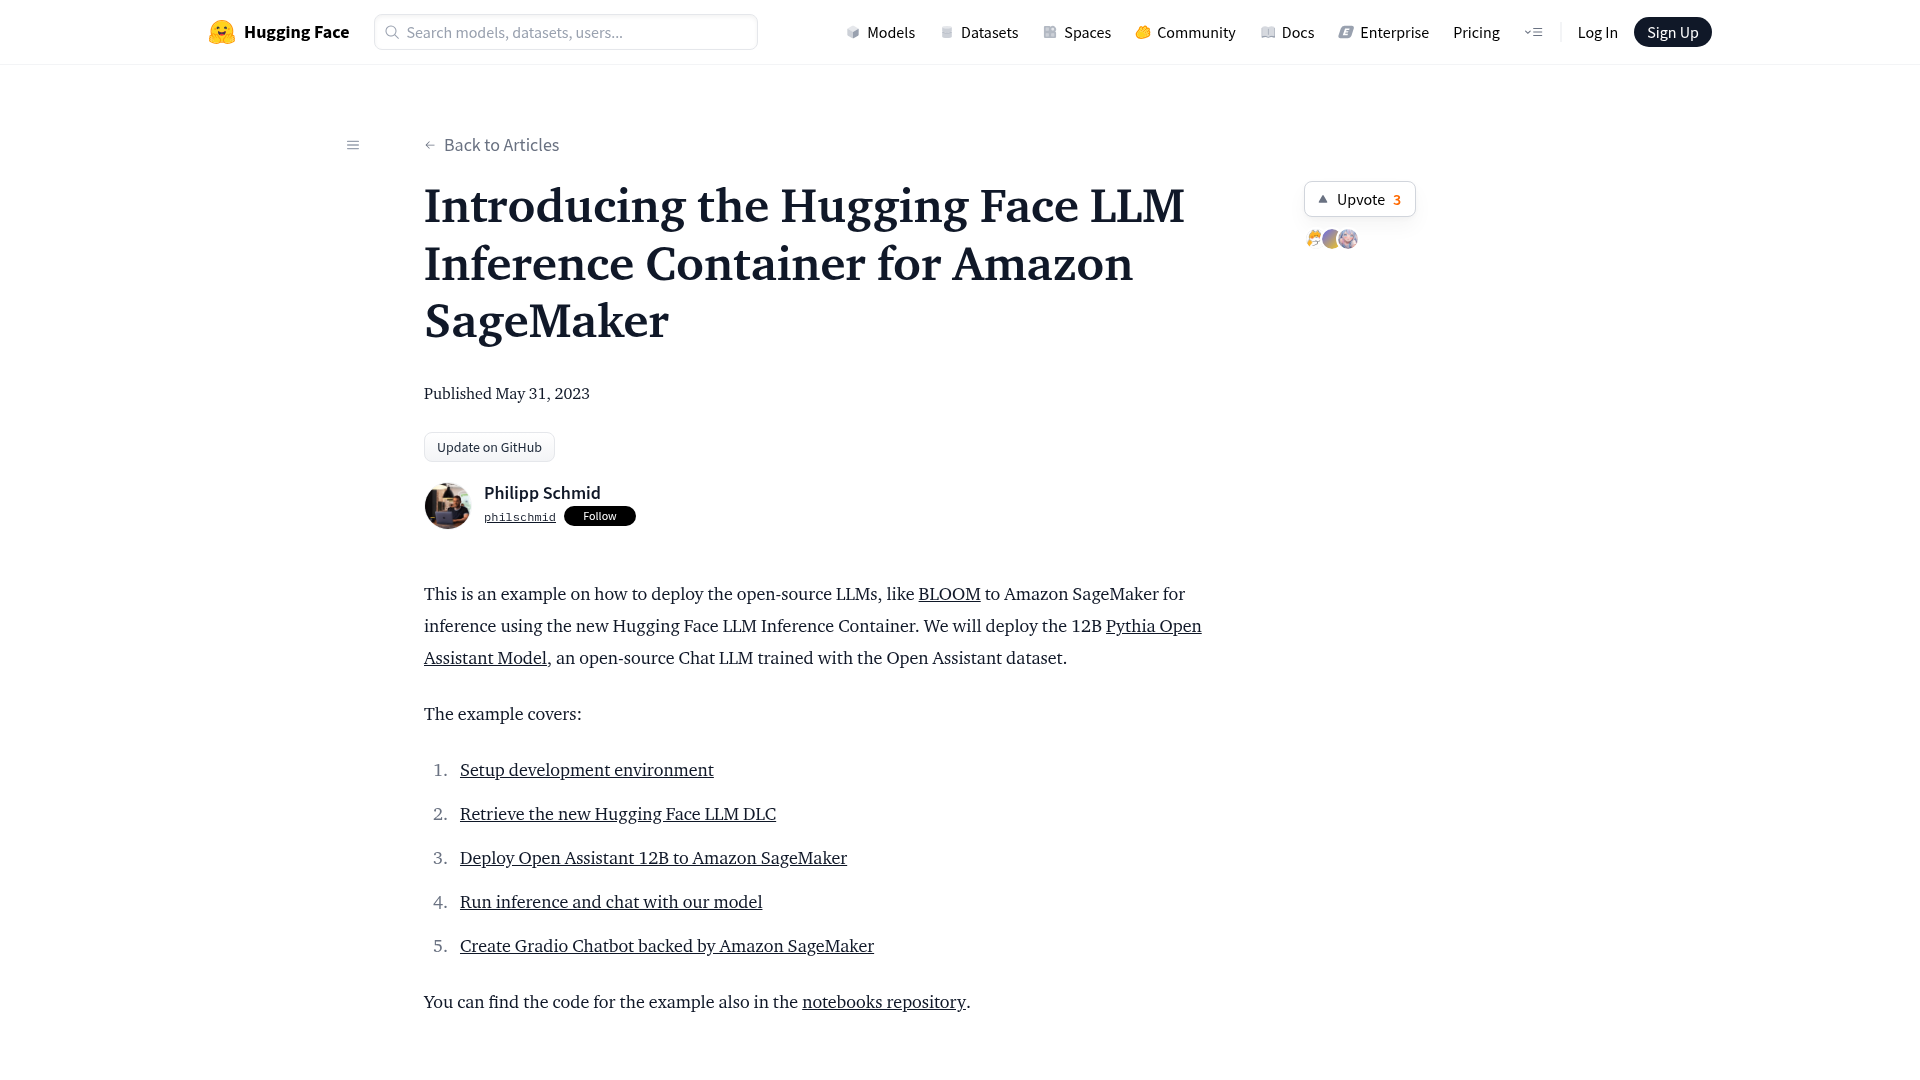 Hugging Face
Search models, datasets, users...
Models
Datasets
Spaces
Community
Docs
Enterprise
Pricing
Log In
Sign Up
Back to Articles
Introducing the Hugging Face LLM
Inference Container for Amazon
SageMaker
Upvote 3
Published May 31, 2023
Update on GitHub
Philipp Schmid
philschmid
Follow
This is an example on how to deploy the open-source LLMs, like BLOOM to Amazon SageMaker for
inference using the new Hugging Face LLM Inference Container. We will deploy the 12B Pythia Open
Assistant Model, an open-source Chat LLM trained with the Open Assistant dataset.
The example covers:
1. Setup development environment
2. Retrieve the new Hugging Face LLM DLC
3. Deploy Open Assistant 12B to Amazon SageMaker
4. Run inference and chat with our model
5. Create Gradio Chatbot backed by Amazon SageMaker
You can find the code for the example also in the notebooks repository.